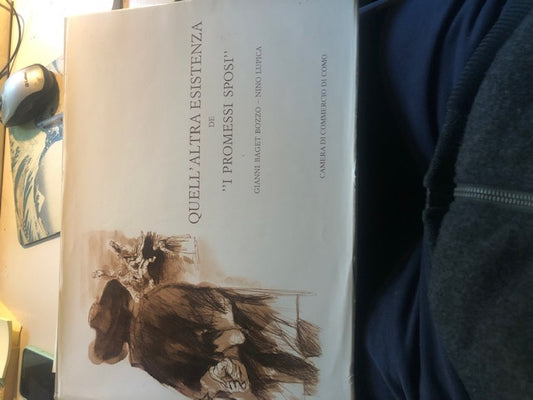 QUELL'ALTRA ESISTENZA
DE
"I PROMESSI SPOSI"
GIANNI BAGET BOZZO – NINO LUPICA
CAMERA DI COMMERCIO DI COMO